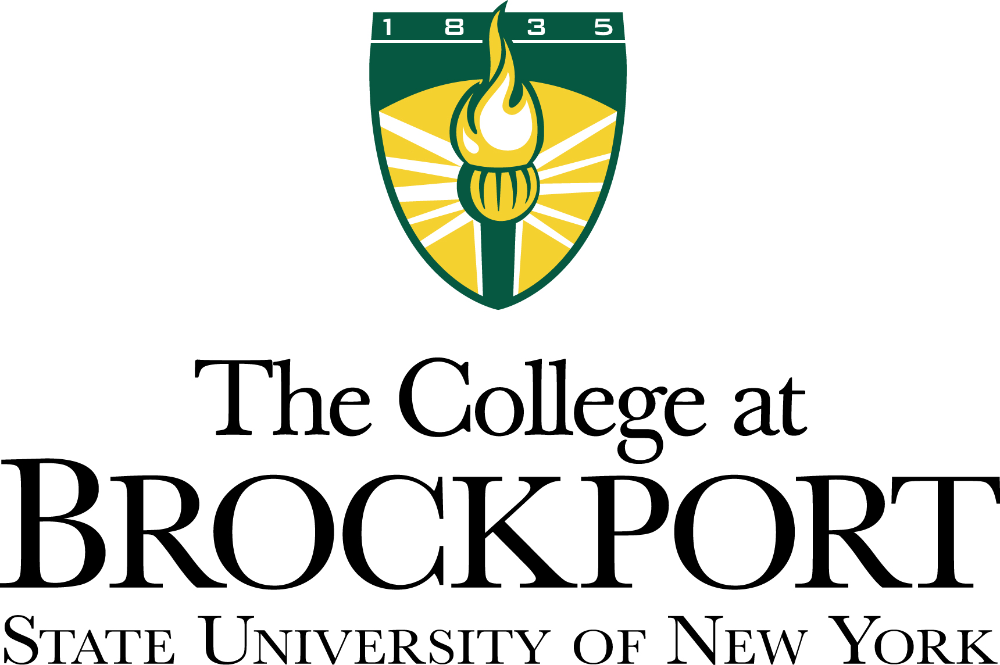 1835
The College at
BROCKPORT
STATE UNIVERSITY OF NEW YORK